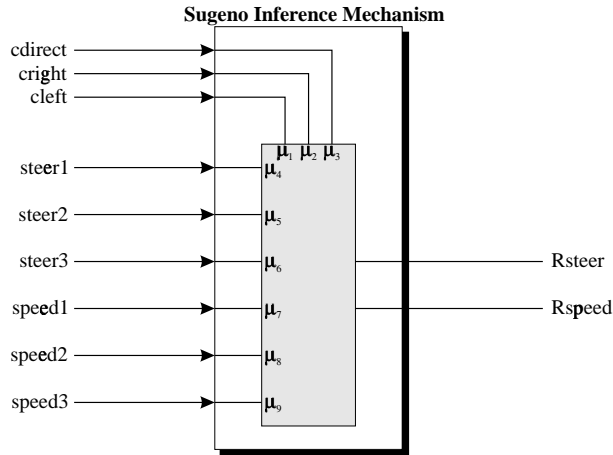 Sugeno Inference Mechanism
cdirect
cright
cleft
μ1 μ2 μ3
steer1 μ4
steer2 μ5
steer3 μ6 Rsteer
speed1 μ7 Rspeed
speed2 μ8
speed3 μ9